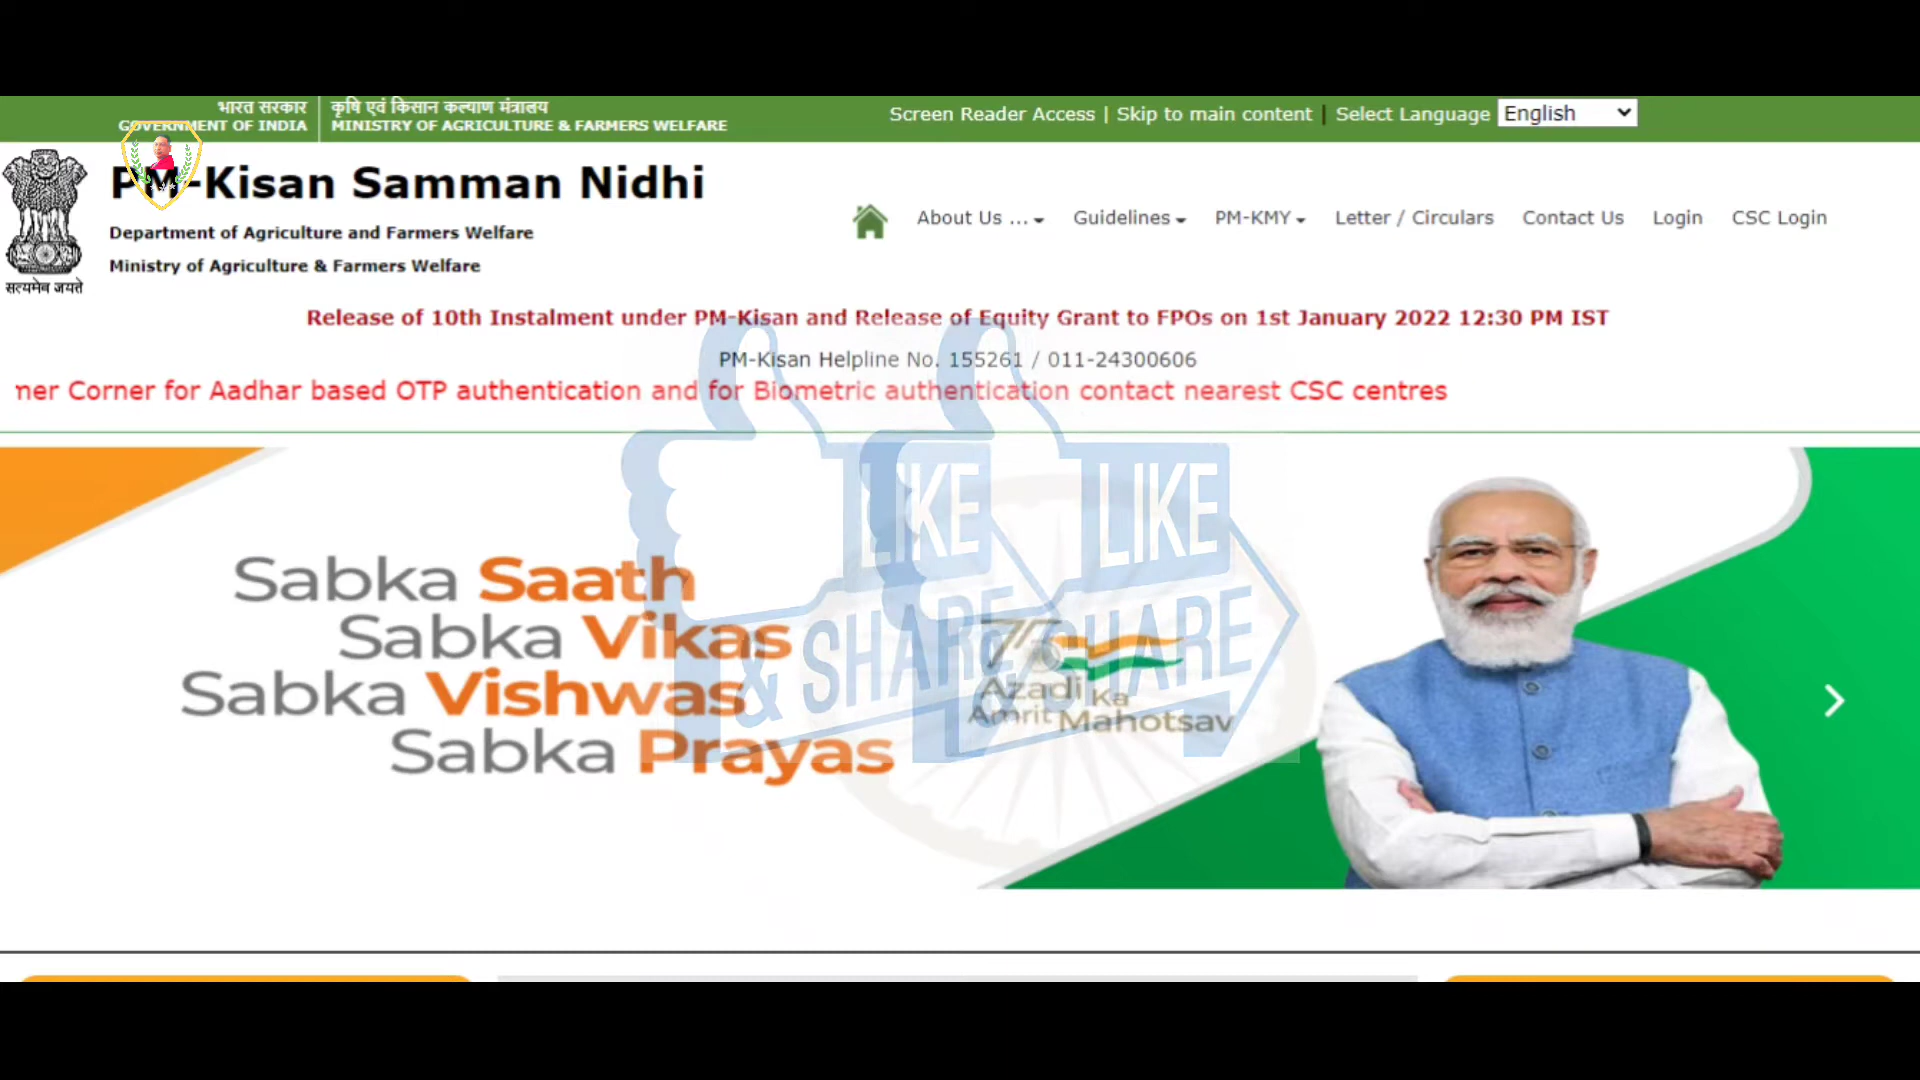 भारत सरकार
GOVERNMENT OF INDIA
कृषि एवं किसान कल्याण मंत्रालय
MINISTRY OF AGRICULTURE & FARMERS WELFARE
Screen Reader Access | Skip to main content | Select Language English
PM-Kisan Samman Nidhi
Department of Agriculture and Farmers Welfare
Ministry of Agriculture & Farmers Welfare
सत्यमेव जयते
About Us ... Guidelines PM-KMY Letter / Circulars Contact Us Login CSC Login
Release of 10th Instalment under PM-Kisan and Release of Equity Grant to FPOs on 1st January 2022 12:30 PM IST
PM-Kisan Helpline No. 155261 / 011-24300606
Corner for Aadhar based OTP authentication and for Biometric authentication contact nearest CSC centres
Sabka Saath
Sabka Vikas
Sabka Vishwas
Sabka Prayas
LIKE
& SHARE
LIKE
SHARE
75
Azadi Ka
Amrit Mahotsav